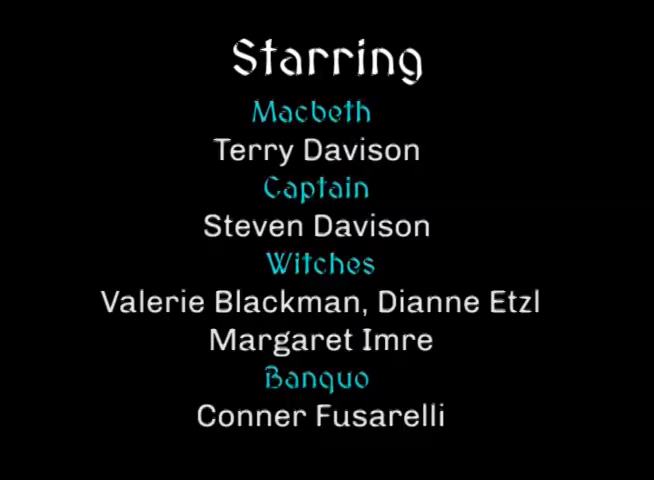 Starring
Macbeth
Terry Davison
Captain
Steven Davison
Witches
Valerie Blackman, Dianne Etzl
Margaret Imre
Banquo
Conner Fusarelli